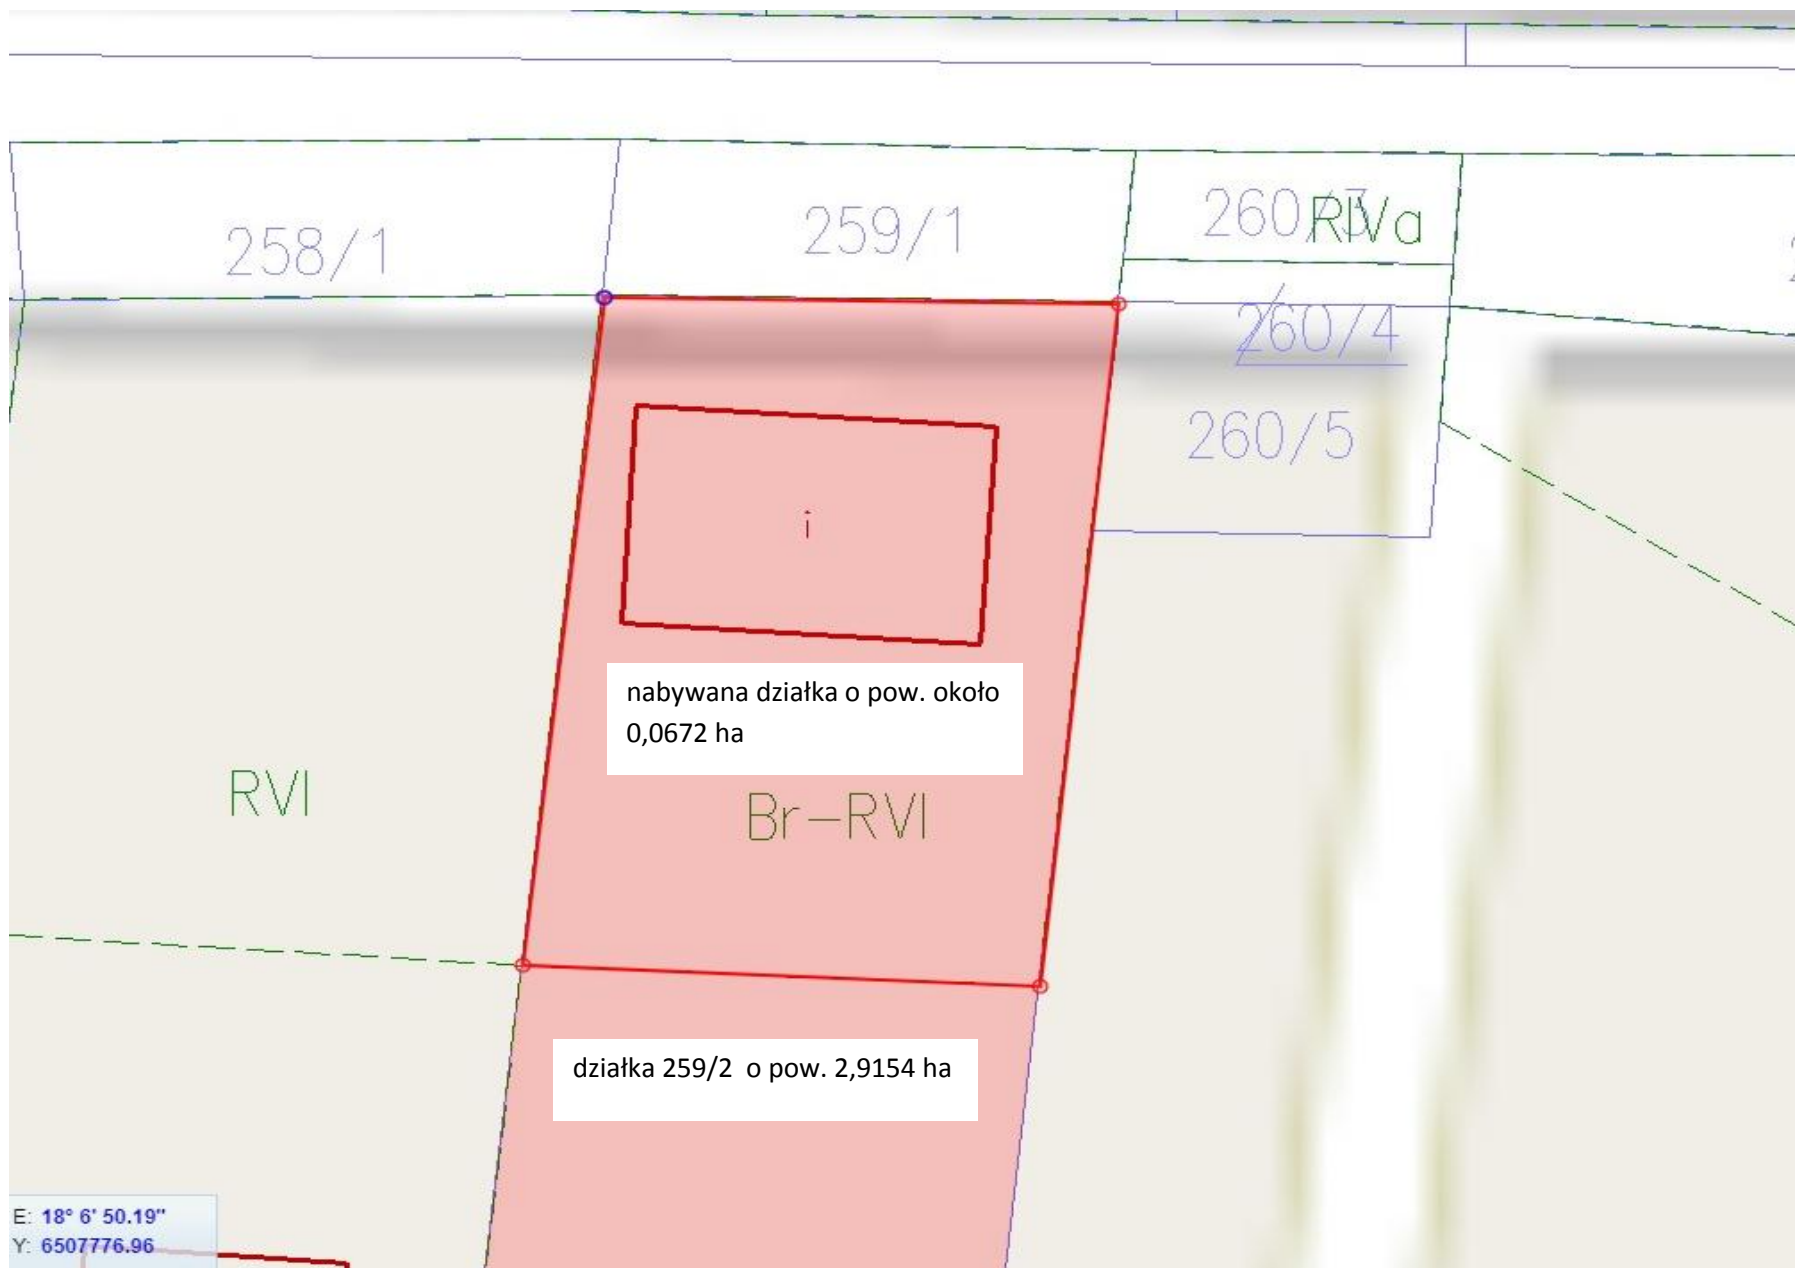 258/1
259/1
260/3
RIVa
260/4
260/5
i
nabywana działka o pow. około
0,0672 ha
RVI
Br–RVI
działka 259/2 o pow. 2,9154 ha
E: 18° 6' 50.19"
Y: 6507776.96